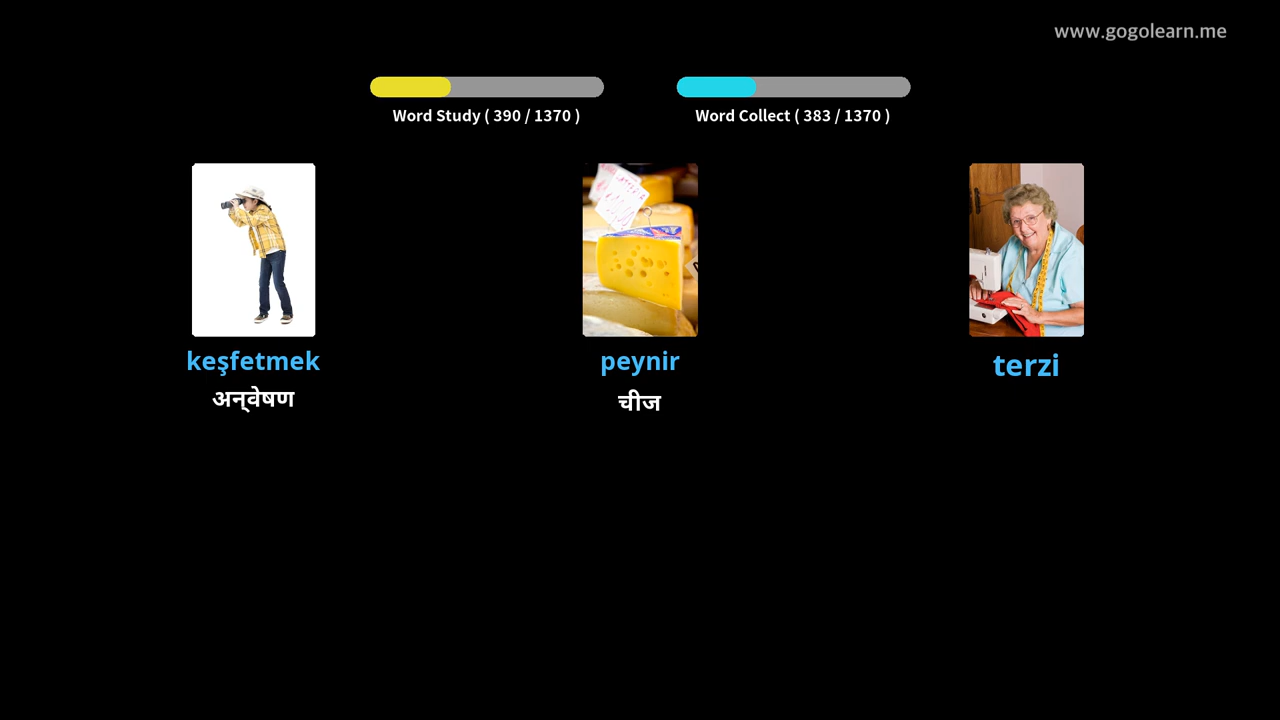 www.gogolearn.me
Word Study ( 390 / 1370 )
Word Collect ( 383 / 1370 )
keşfetmek
peynir
terzi
अन्‌वेषण
चीज